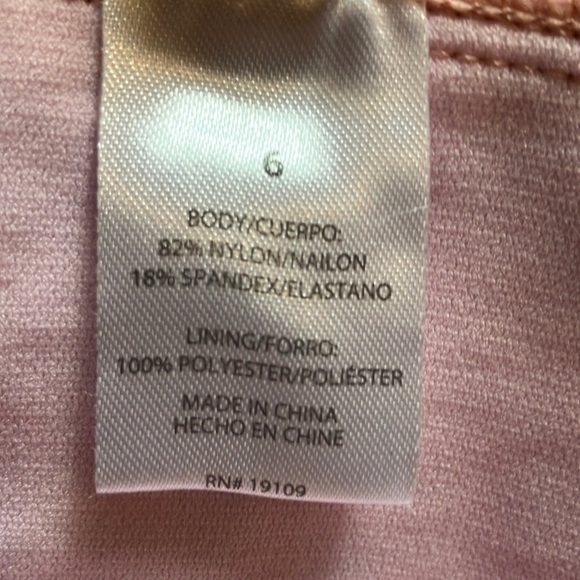 6
BODY/CUERPO:
82% NYLON/NAILON
18% SPANDEX/ELASTANO
LINING/FORRO:
100% POLYESTER/POLIÉSTER
MADE IN CHINA
HECHO EN CHINE
RN# 19109